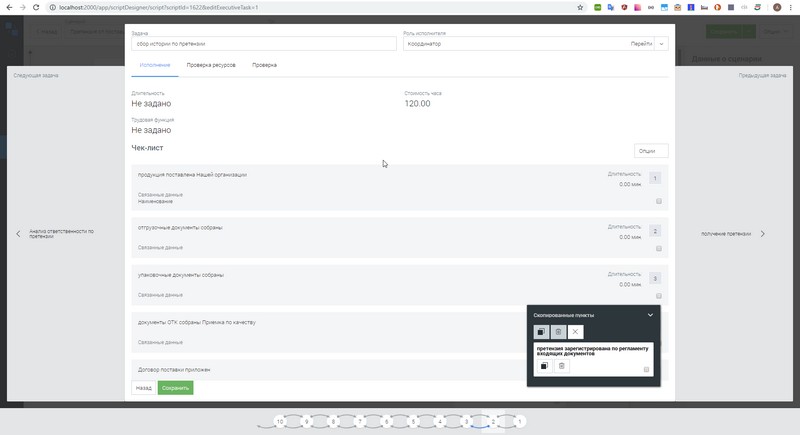 localhost:2000/app/scriptDesigner/script?scriptId=1622&editExecutiveTask=1
Задача
сбор истории по претензии
Роль исполнителя
Координатор
Перейти
Исполнение
Проверка ресурсов
Проверка
Следующая задача
Предыдущая задача
Длительность
Не задано
Стоимость часа
120.00
Трудовая функция
Не задано
Чек-лист
Опции
продукция поставлена Нашей организации
Длительность
0.00 мин
1
Связанные данные
Наименование
отгрузочные документы собраны
Длительность
0.00 мин
2
Связанные данные
Анализ ответственности по
претензии
получение претензии
упаковочные документы собраны
Длительность
0.00 мин
3
Связанные данные
документы ОТК собраны Приемка по качеству
Связанные данные
Скопированные пункты
претензия зарегистрирована по регламенту
входящих документов
Договор поставки приложен
Назад
Сохранить
10 9 8 7 6 5 4 3 2 1